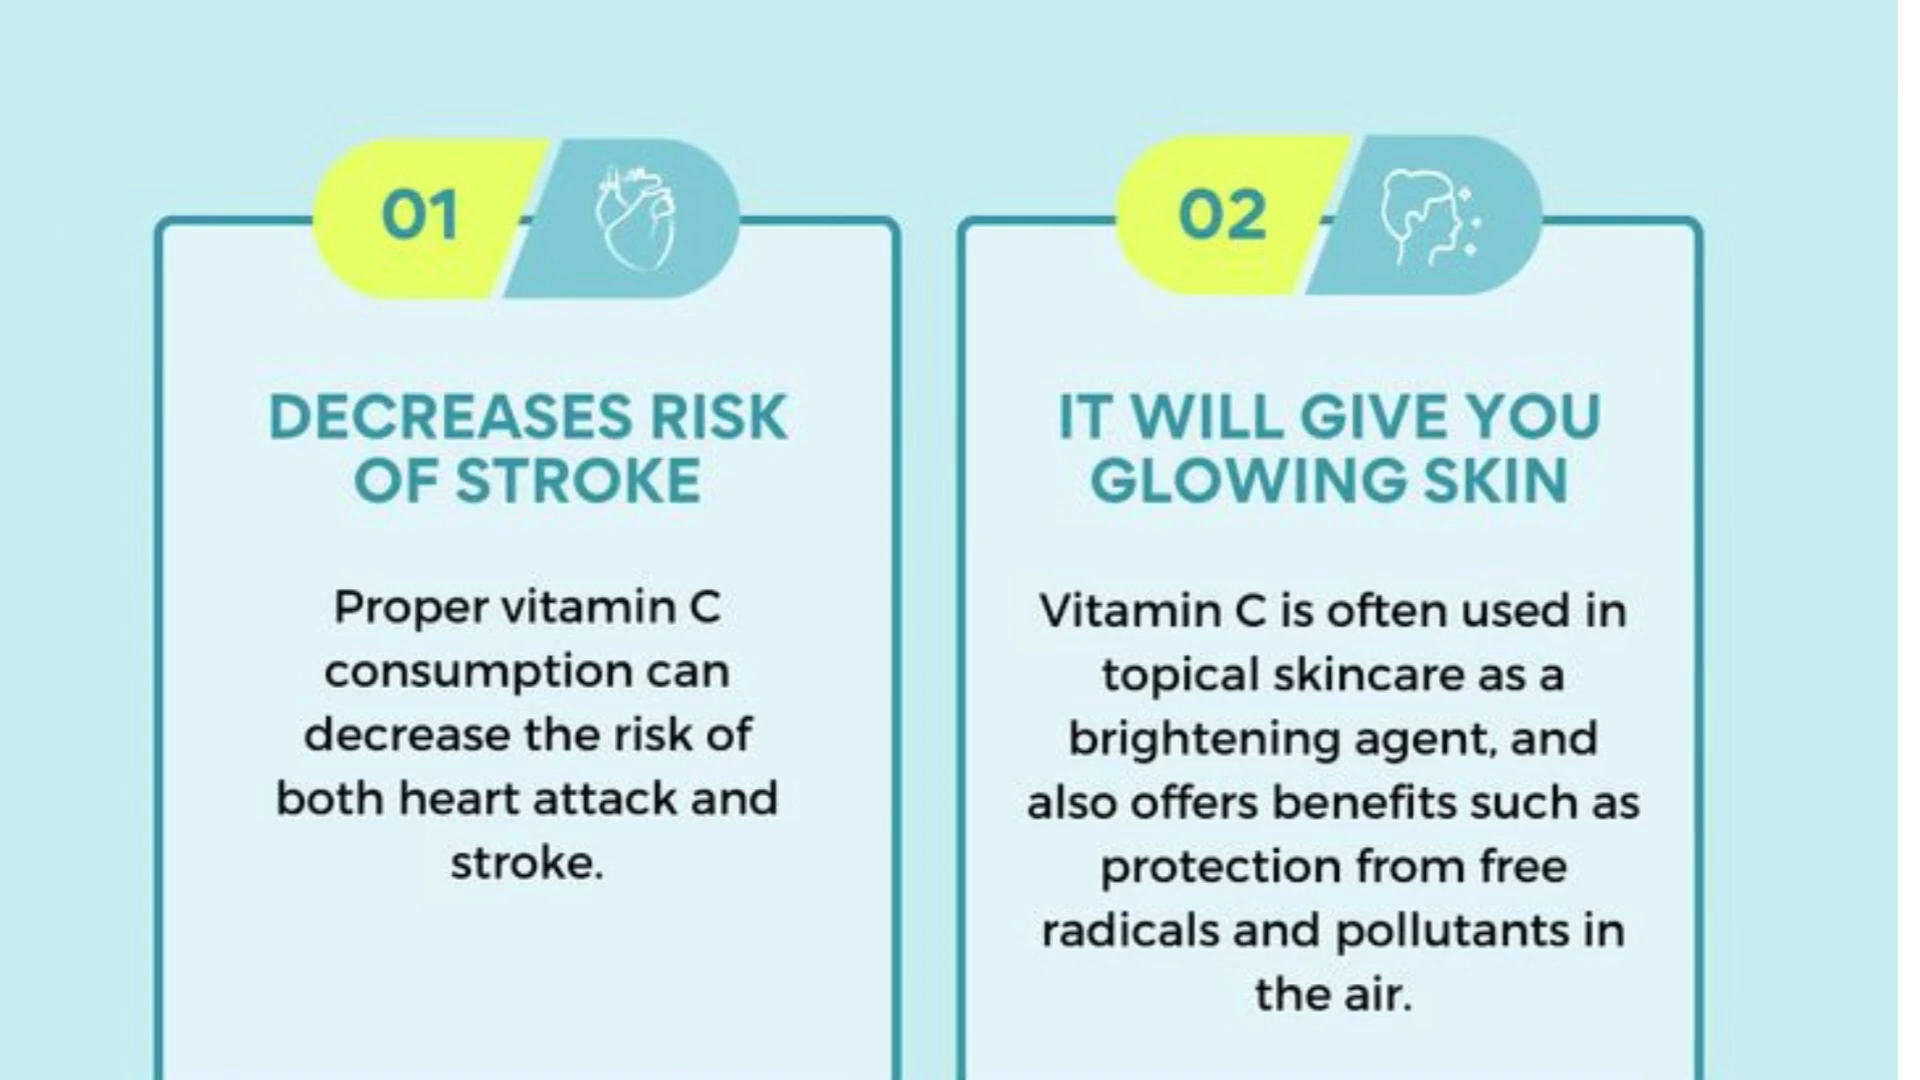 01
DECREASES RISK
OF STROKE
Proper vitamin C
consumption can
decrease the risk of
both heart attack and
stroke.
02
IT WILL GIVE YOU
GLOWING SKIN
Vitamin C is often used in
topical skincare as a
brightening agent, and
also offers benefits such as
protection from free
radicals and pollutants in
the air.